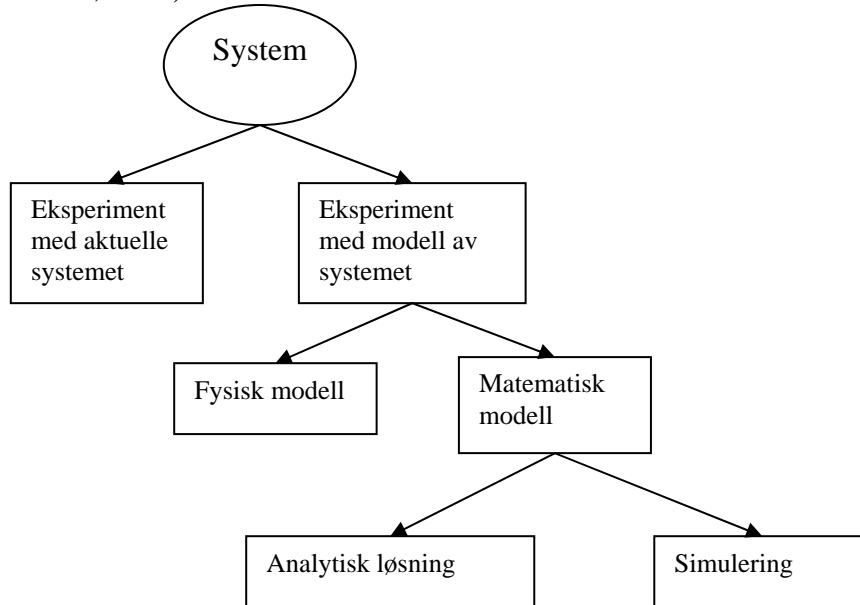 System
Eksperiment
med aktuelle
systemet
Eksperiment
med modell av
systemet
Fysisk modell
Matematisk
modell
Analytisk løsning
Simulering